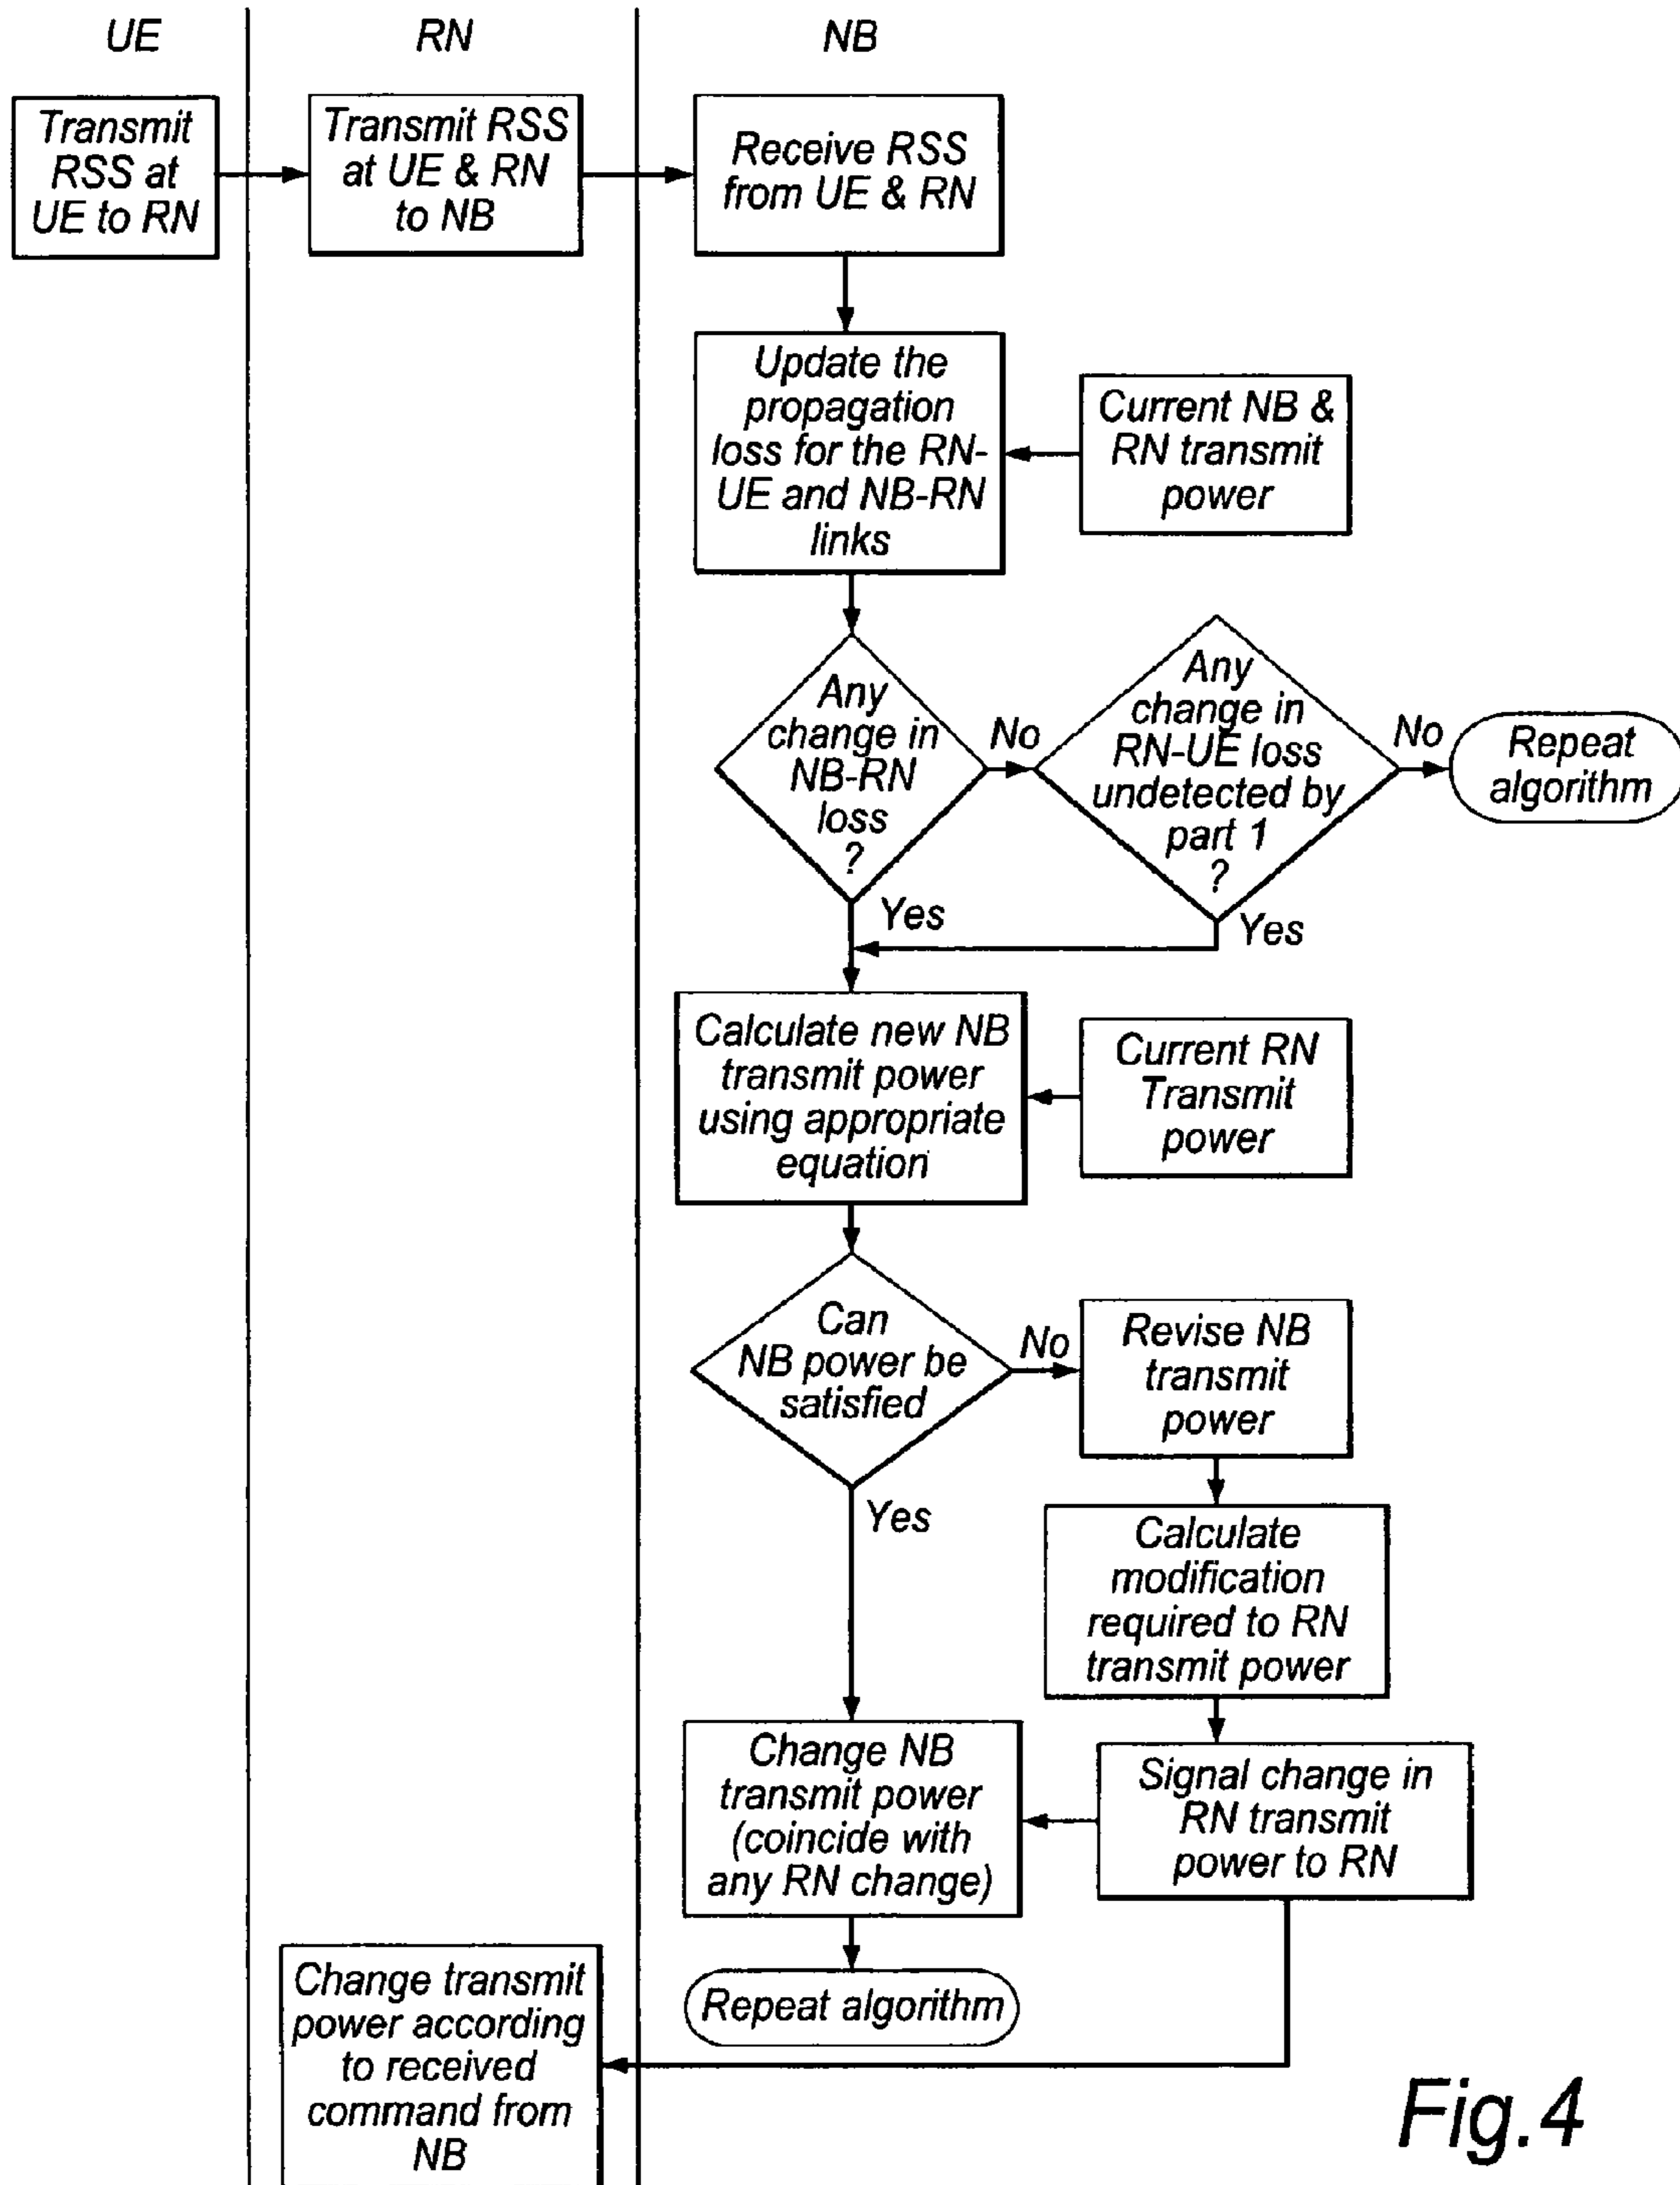 UE
RN
NB
Transmit
RSS at
UE to RN
Transmit RSS
at UE & RN
to NB
Receive RSS
from UE & RN
Update the
propagation
loss for the RN-
UE and NB-RN
links
Current NB &
RN transmit
power
Any
change in
NB-RN
loss
?
No
Any
change in
RN-UE loss
undetected by
part 1
?
No
Repeat
algorithm
Yes
Yes
Calculate new NB
transmit power
using appropriate
equation
Current RN
Transmit
power
Can
NB power be
satisfied
No
Revise NB
transmit
power
Yes
Calculate
modification
required to RN
transmit power
Change NB
transmit power
(coincide with
any RN change)
Signal change in
RN transmit
power to RN
Repeat algorithm
Change transmit
power according
to received
command from
NB
Fig.4